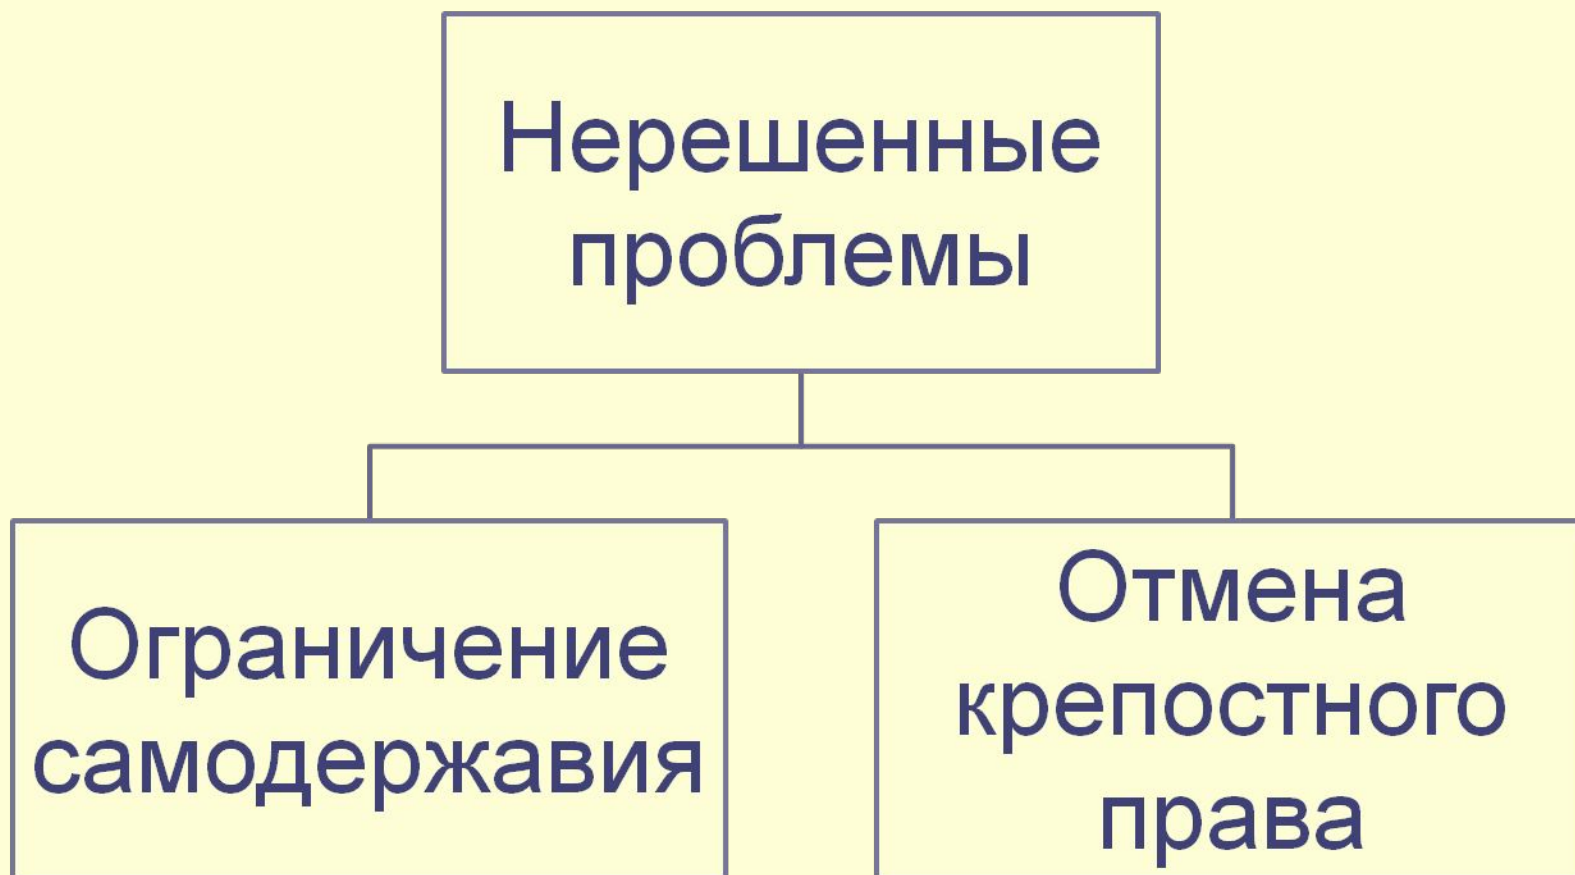 Нерешенные
проблемы
Ограничение
самодержавия
Отмена
крепостного
права